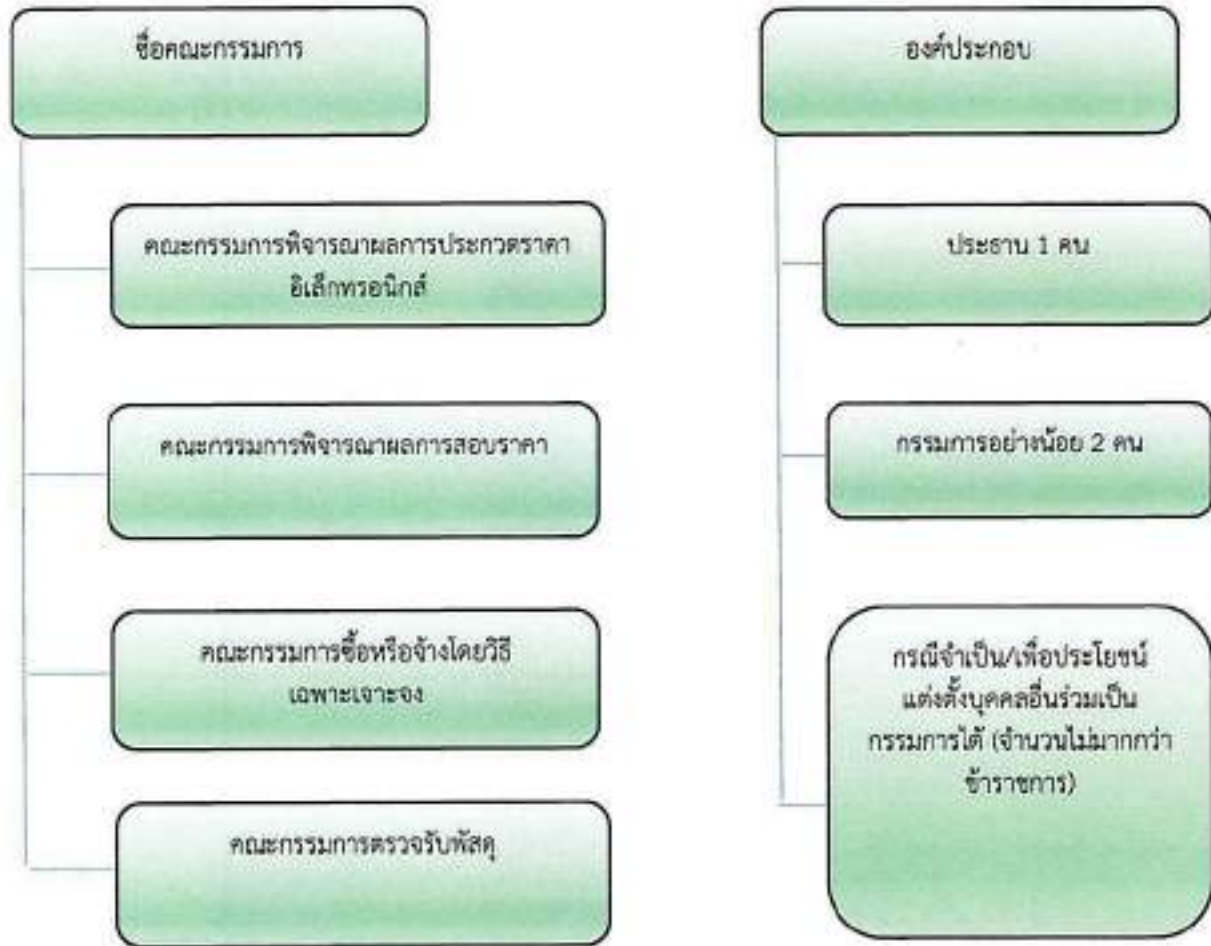 ชื่อคณะกรรมการ
คณะกรรมการพิจารณาผลการประกวดราคา
อิเล็กทรอนิกส์
คณะกรรมการพิจารณาผลการสอบราคา
คณะกรรมการซื้อหรือจ้างโดยวิธี
เฉพาะเจาะจง
คณะกรรมการตรวจรับพัสดุ
องค์ประกอบ
ประธาน 1 คน
กรรมการอย่างน้อย 2 คน
กรณีจำเป็น/เพื่อประโยชน์
แต่งตั้งบุคคลอื่นร่วมเป็น
กรรมการได้ (จำนวนไม่มากกว่า
ข้าราชการ)